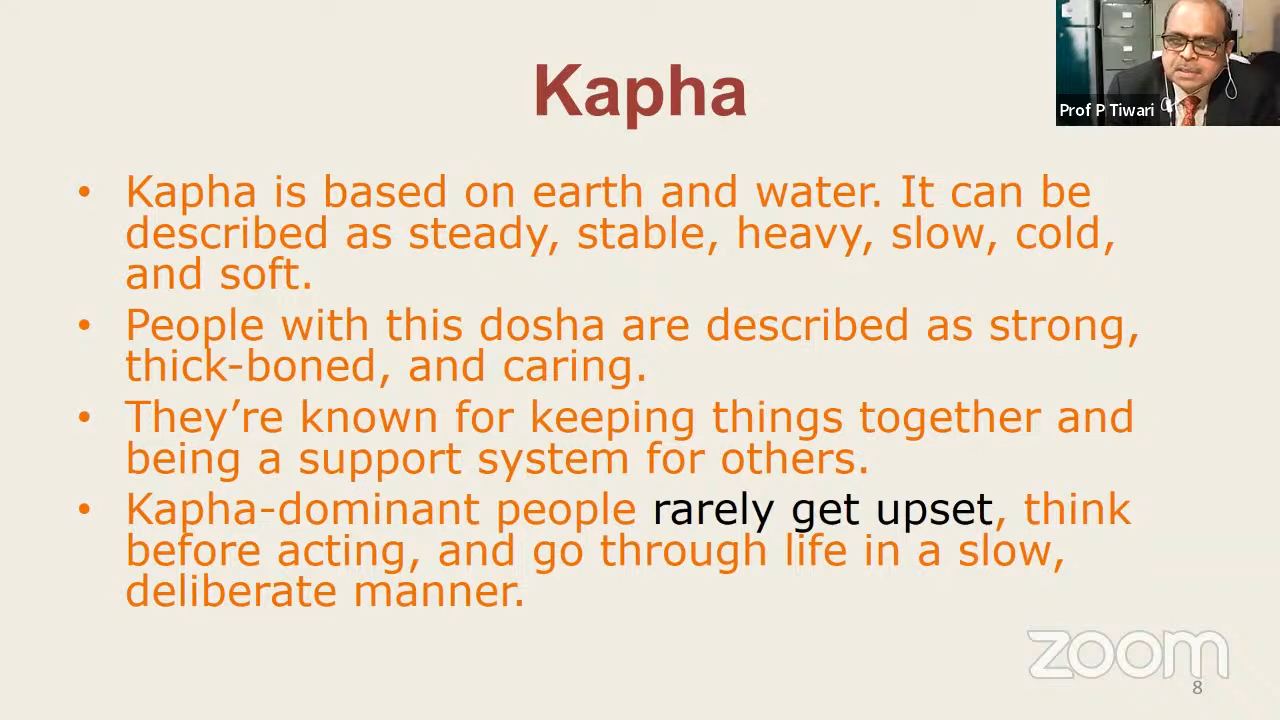 Kapha
Prof P Tiwari
• Kapha is based on earth and water. It can be
described as steady, stable, heavy, slow, cold,
and soft.
• People with this dosha are described as strong,
thick-boned, and caring.
• They’re known for keeping things together and
being a support system for others.
• Kapha-dominant people rarely get upset, think
before acting, and go through life in a slow,
deliberate manner.
zoom
8